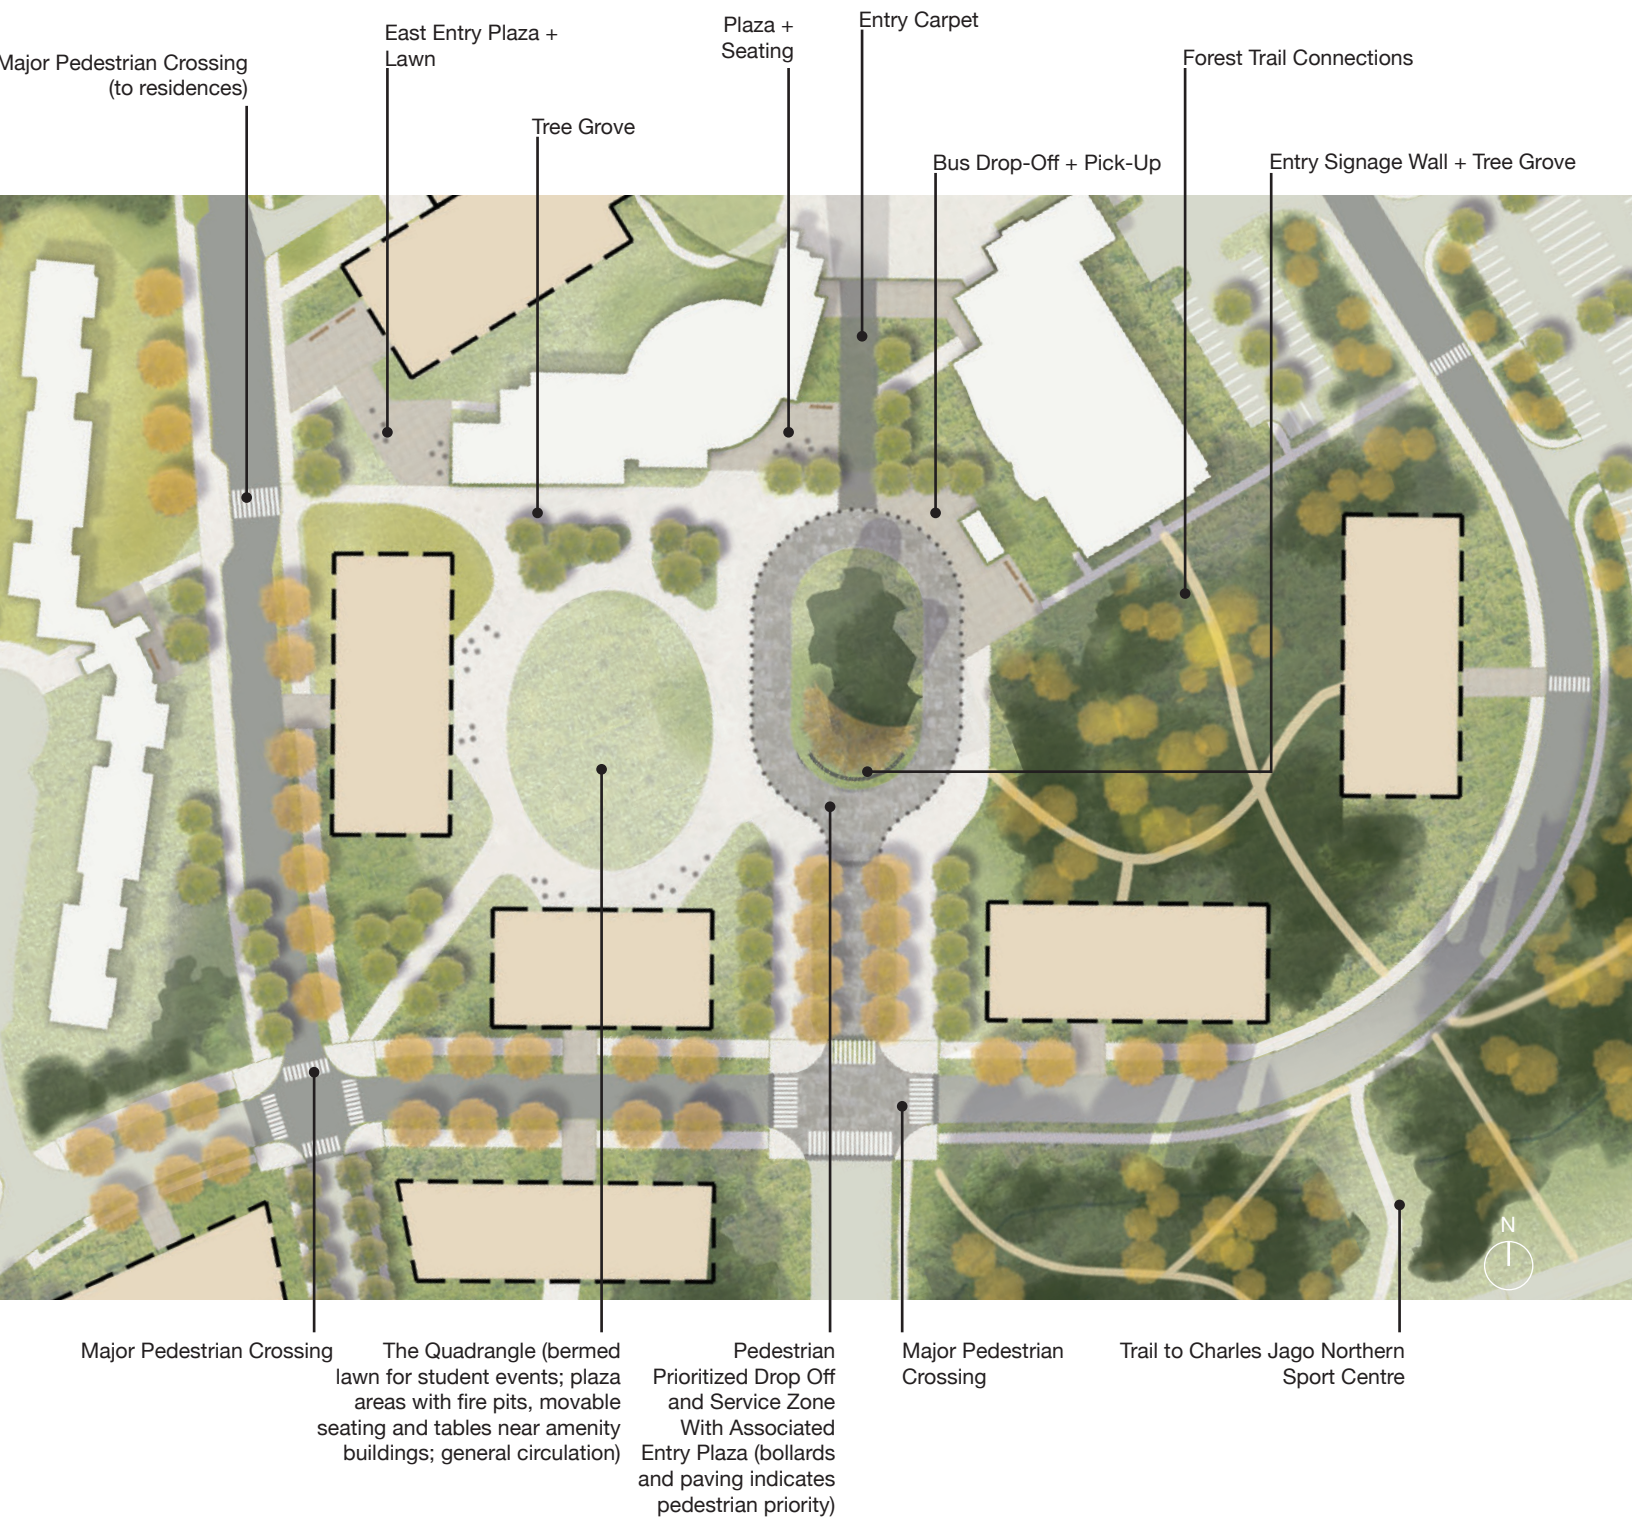 Entry Carpet
Plaza +
Seating
East Entry Plaza +
Lawn
Major Pedestrian Crossing
(to residences)
Forest Trail Connections
Tree Grove
Bus Drop-Off + Pick-Up
Entry Signage Wall + Tree Grove
N
Major Pedestrian Crossing
The Quadrangle (bermed
lawn for student events; plaza
areas with fire pits, movable
seating and tables near amenity
buildings; general circulation)
Pedestrian
Prioritized Drop Off
and Service Zone
With Associated
Entry Plaza (bollards
and paving indicates
pedestrian priority)
Major Pedestrian
Crossing
Trail to Charles Jago Northern
Sport Centre